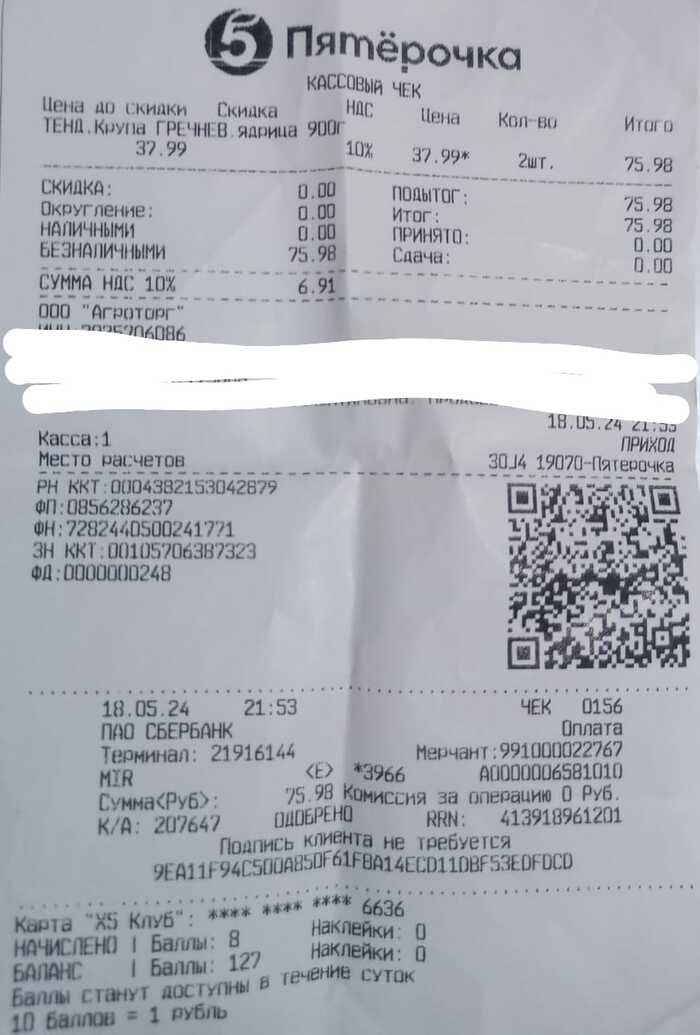 5 Пятёрочка
КАССОВЫЙ ЧЕК
Цена до скидки Скидка НДС Цена Кол-во Итого
ТЕНД.Крупа ГРЕЧНЕВ.ядрица 900г
37.99 10% 37.99* 2шт. 75.98
СКИДКА: 0.00 ПОДЫТОГ: 75.98
Округление: 0.00 Итог: 75.98
НАЛИЧНЫМИ 0.00 ПРИНЯТО: 0.00
БЕЗНАЛИЧНЫМИ 75.98 Сдача: 0.00
СУММА НДС 10% 6.91
ООО "Агроторг"
18.05.24 21:53
Касса:1 ПРИХОД
Место расчетов 30J4 19070-Пятерочка
РН ККТ:0004382153042879
ФП:0856286237
ФН:7282440500241771
ЗН ККТ:00105706387323
ФД:0000000248
18.05.24 21:53 ЧЕК 0156
ПАО СБЕРБАНК Оплата
Терминал: 21916144 Мерчант:991000022767
MIR <E> *3966 A0000006581010
Сумма<Руб>: 75.98 Комиссия за операцию 0 Руб.
К/А: 207647 ОДОБРЕНО RRN: 413918961201
Подпись клиента не требуется
9EA11F94C500A850F61FBA14ECD11DBF53EDFDCD
Карта "X5 Клуб": **** **** **** 6636
НАЧИСЛЕНО | Баллы: 8 Наклейки: 0
БАЛАНС | Баллы: 127 Наклейки: 0
Баллы станут доступны в течение суток
10 баллов = 1 рубль